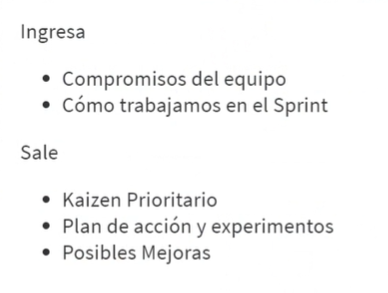 Ingresa
• Compromisos del equipo
• Cómo trabajamos en el Sprint
Sale
• Kaizen Prioritario
• Plan de acción y experimentos
• Posibles Mejoras